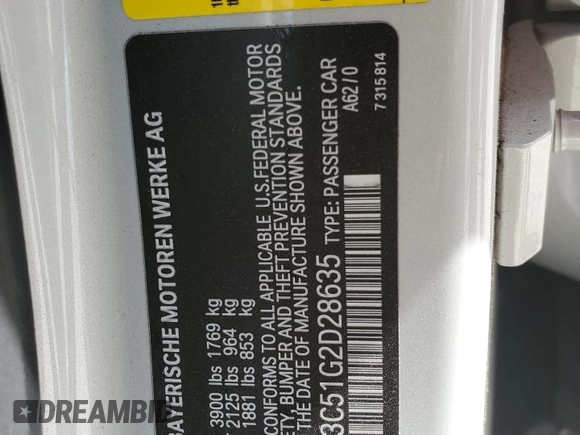 BAYERISCHE MOTOREN WERKE AG
3900 lbs 1769 kg
2125 lbs 964 kg
1881 lbs 853 kg
CONFORMS TO ALL APPLICABLE U.S.FEDERAL MOTOR
BUMPER AND THEFT PREVENTION STANDARDS
THE DATE OF MANUFACTURE SHOWN ABOVE.
3C51G2D28635 TYPE: PASSENGER CAR
A62/0
7315814
DID.CAR